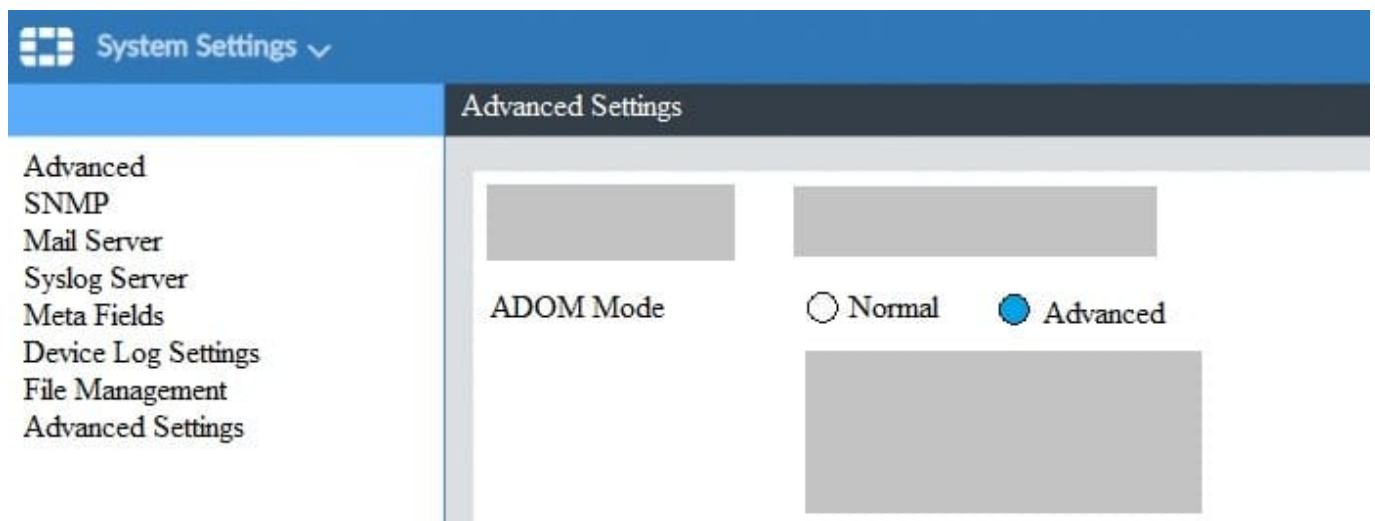 System Settings
Advanced Settings
Advanced
SNMP
Mail Server
Syslog Server
Meta Fields
Device Log Settings
File Management
Advanced Settings
ADOM Mode Normal Advanced